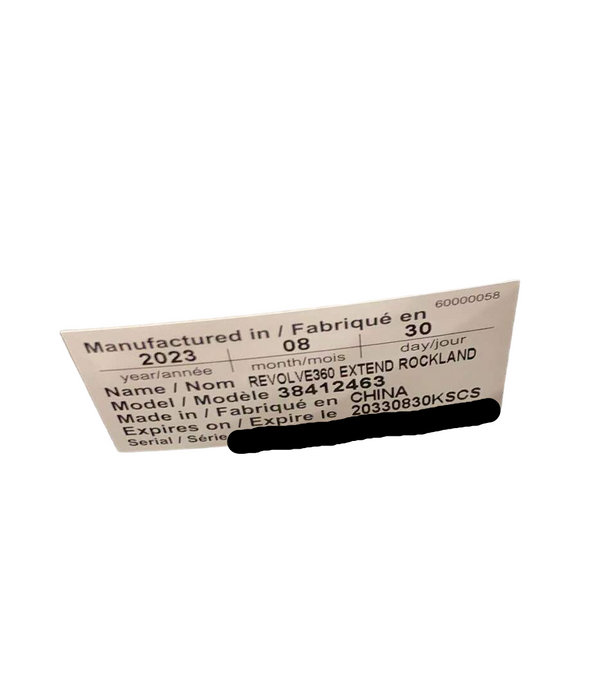 60000058
Manufactured in / Fabriqué en
2023 08 30
year/année month/mois day/jour
Name / Nom REVOLVE360 EXTEND ROCKLAND
Model / Modèle 38412463
Made in / Fabriqué en CHINA
Expires on / Expire le 20330830KSCS
Serial / Série